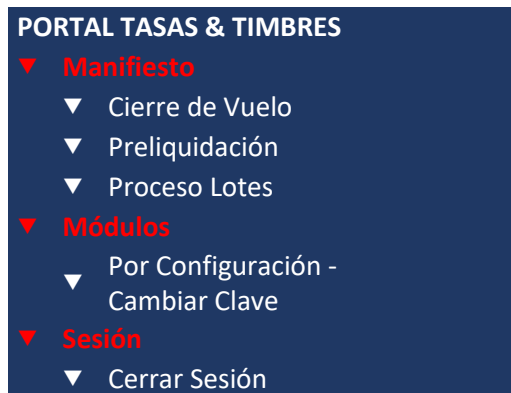 PORTAL TASAS & TIMBRES
Manifiesto
Cierre de Vuelo
Preliquidación
Proceso Lotes
Módulos
Por Configuración -
Cambiar Clave
Sesión
Cerrar Sesión